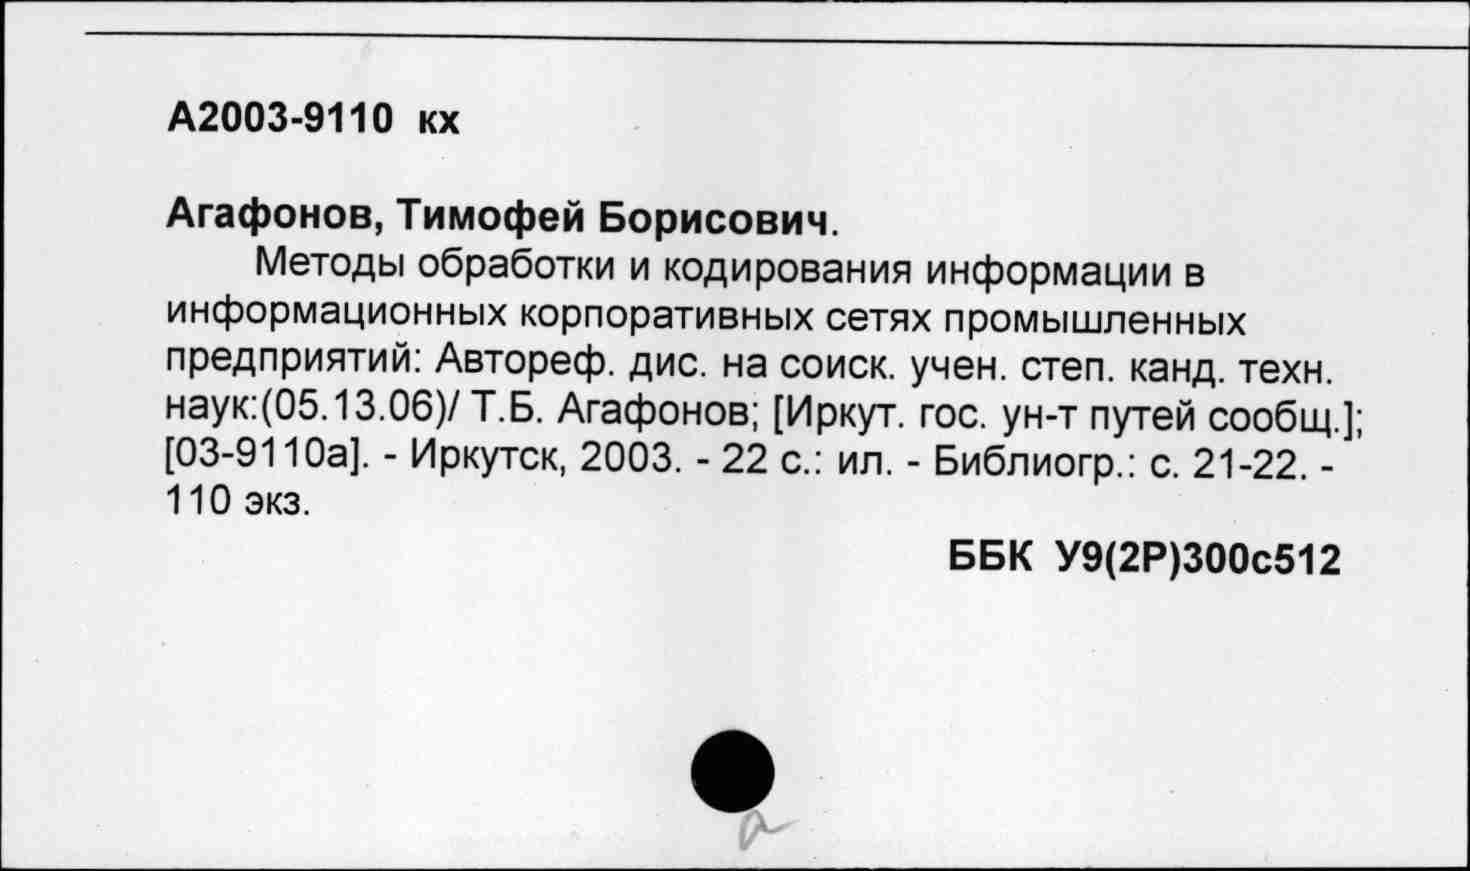 А2003-9110 кх
Агафонов, Тимофей Борисович.
Методы обработки и кодирования информации в
информационных корпоративных сетях промышленных
предприятий: Автореф. дис. на соиск. учен. степ. канд. техн.
наук:(05.13.06)/ Т.Б. Агафонов; [Иркут. гос. ун-т путей сообщ.];
[03-9110а]. - Иркутск, 2003. - 22 с.: ил. - Библиогр.: с. 21-22. -
110 экз.
ББК У9(2Р)300с512